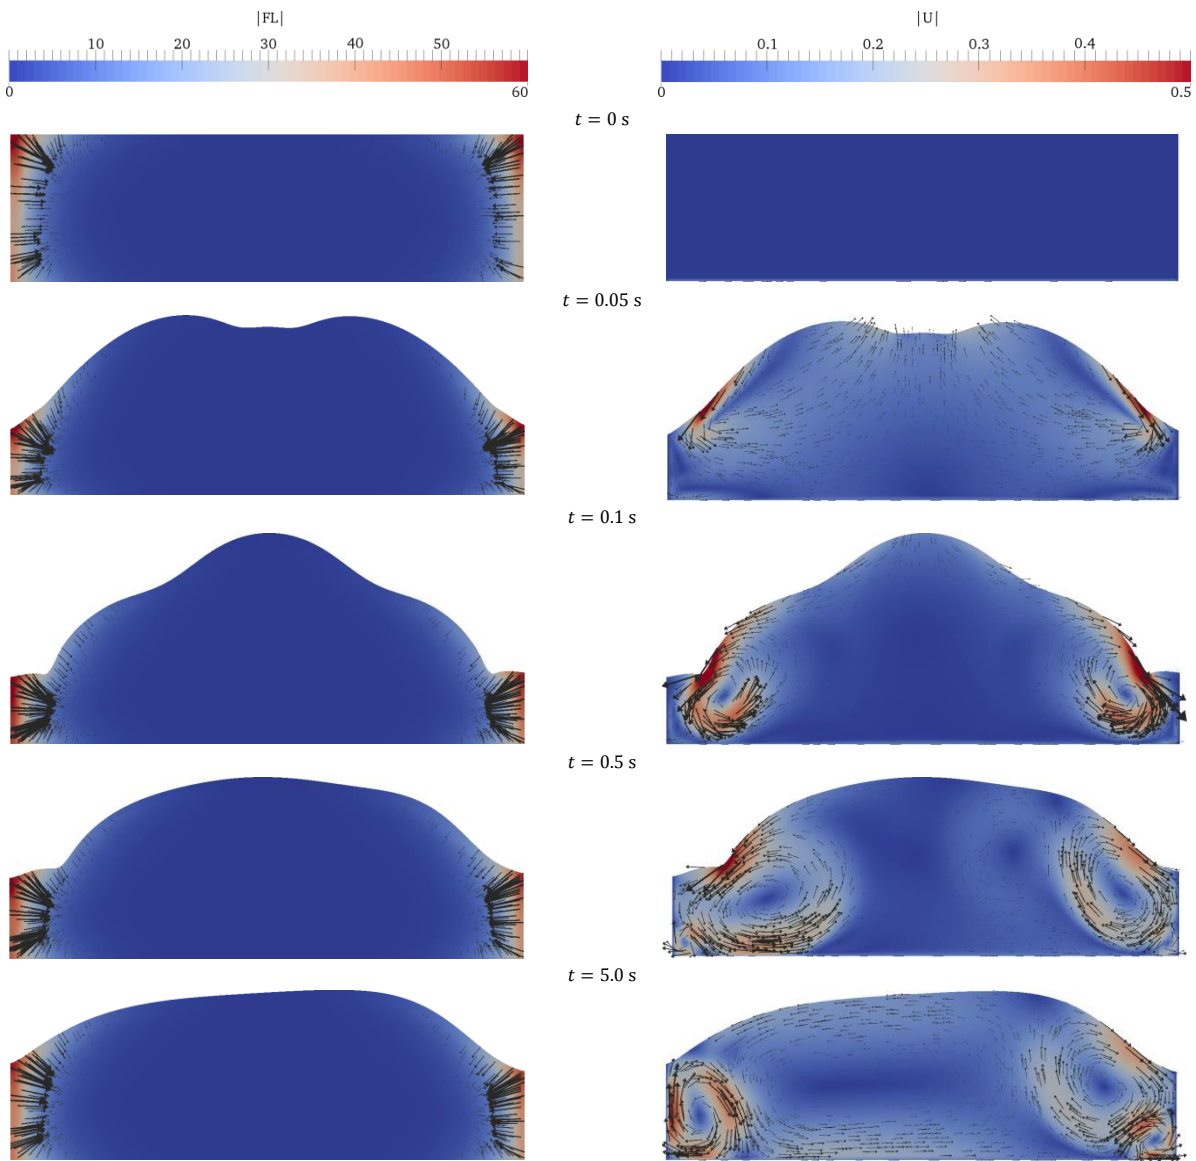 |FL|
10 20 30 40 50
0 60
|U|
0.1 0.2 0.3 0.4
0 0.5
t = 0 s
t = 0.05 s
t = 0.1 s
t = 0.5 s
t = 5.0 s